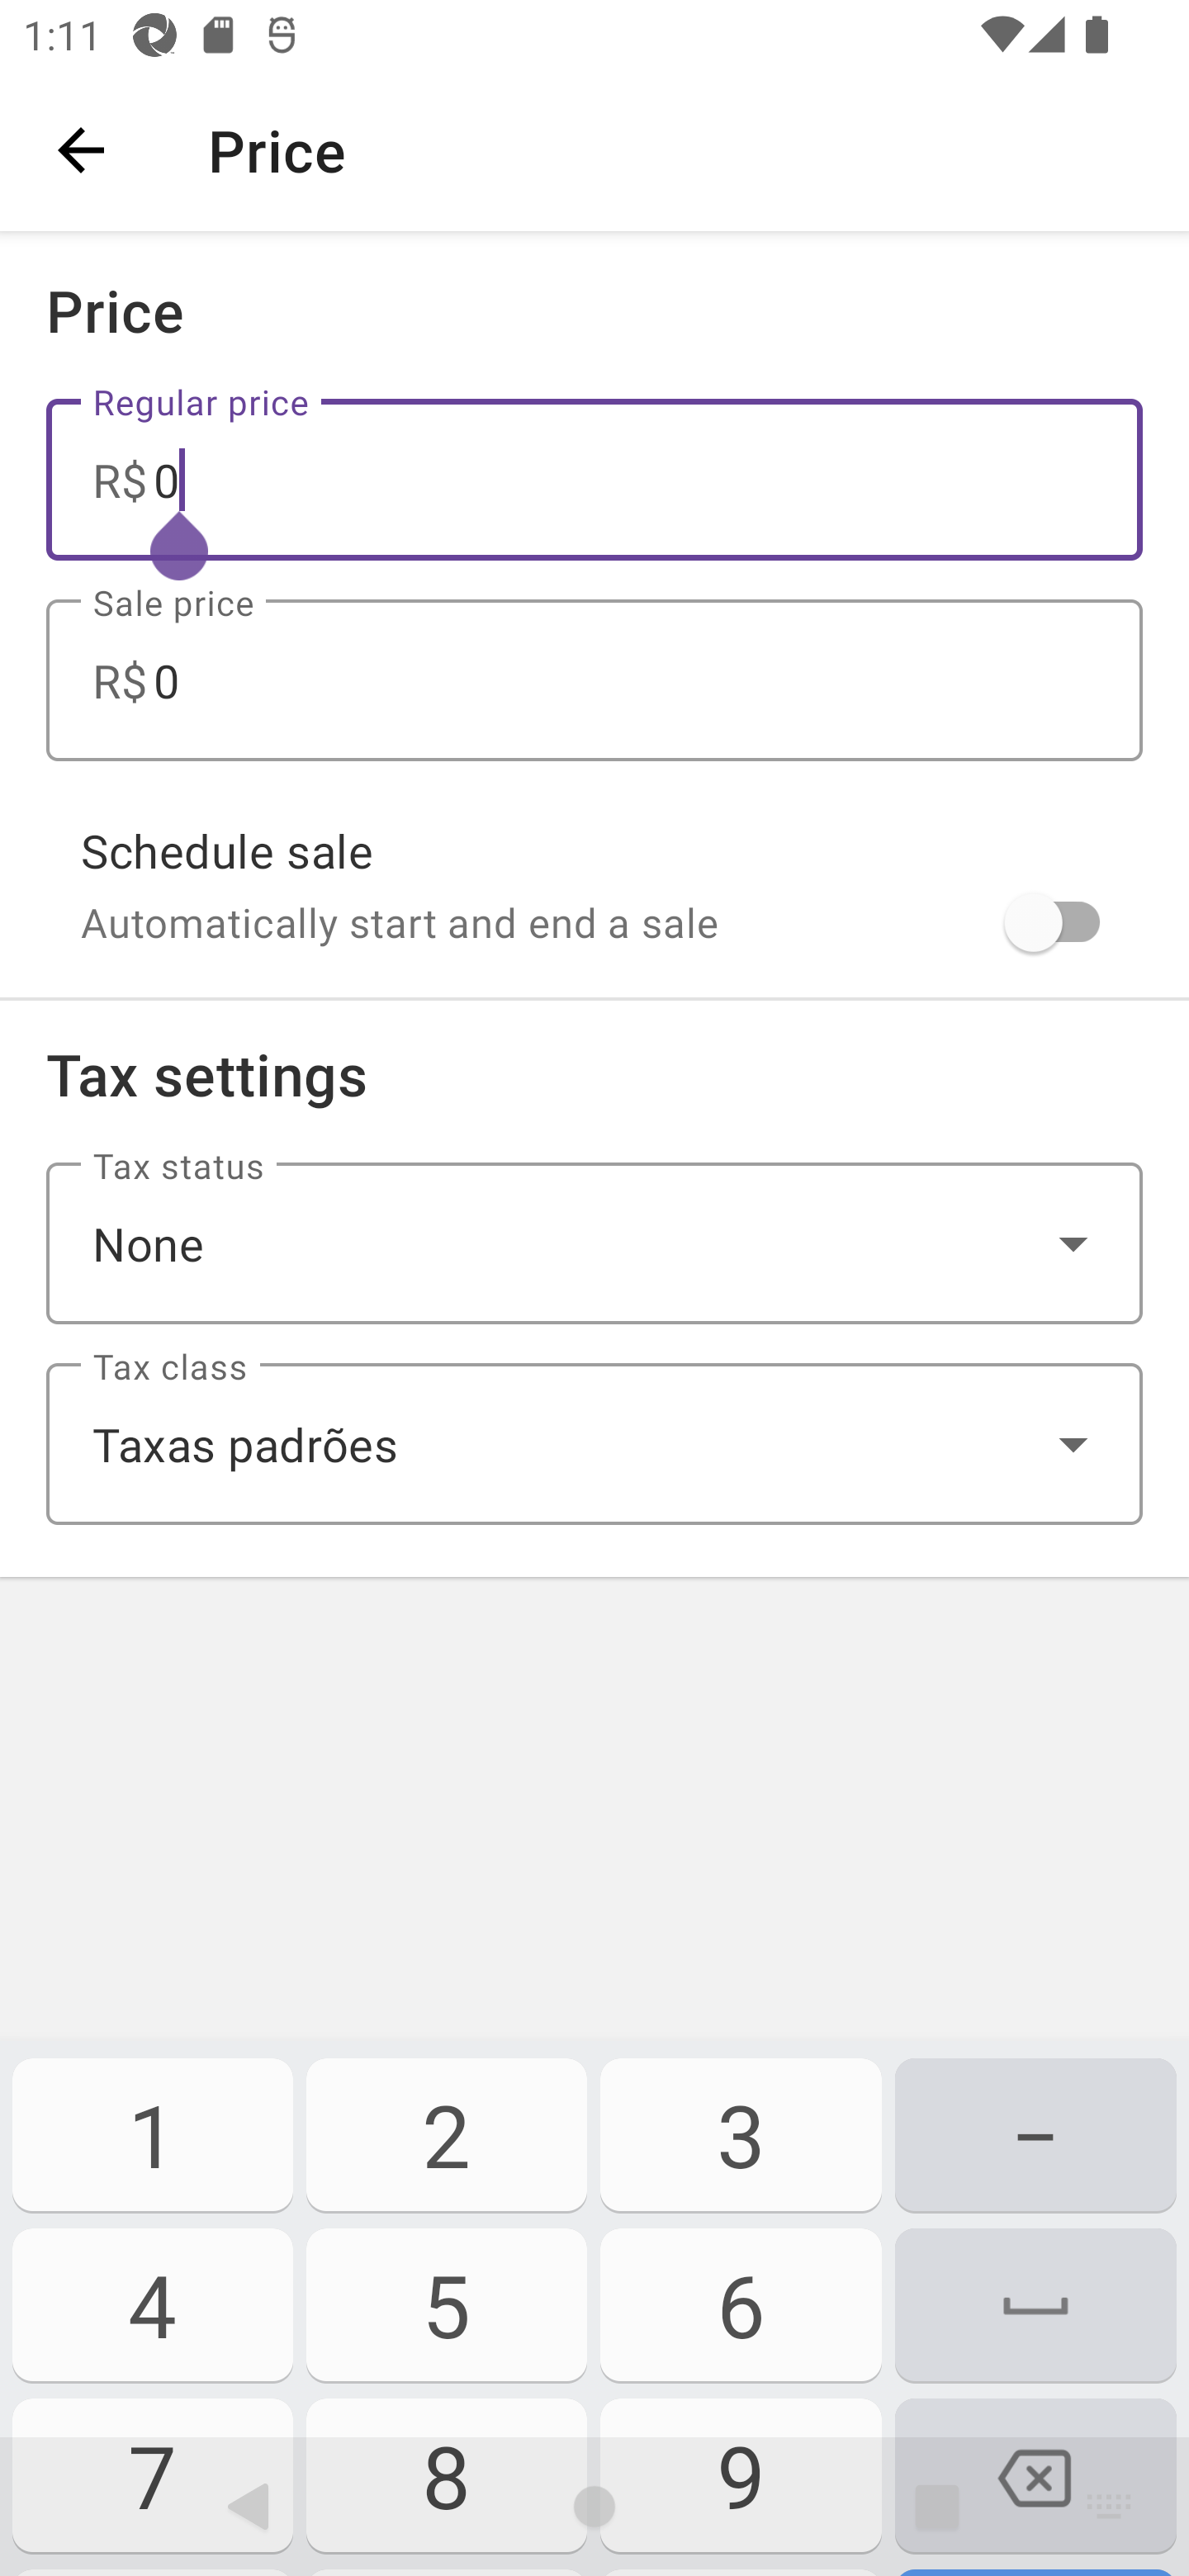 1:11
Price
Price
Regular price
R$ 0
Sale price
R$ 0
Schedule sale
Automatically start and end a sale
Tax settings
Tax status
None
Tax class
Taxas padrões
1 2 3 –
4 5 6
7 8 9